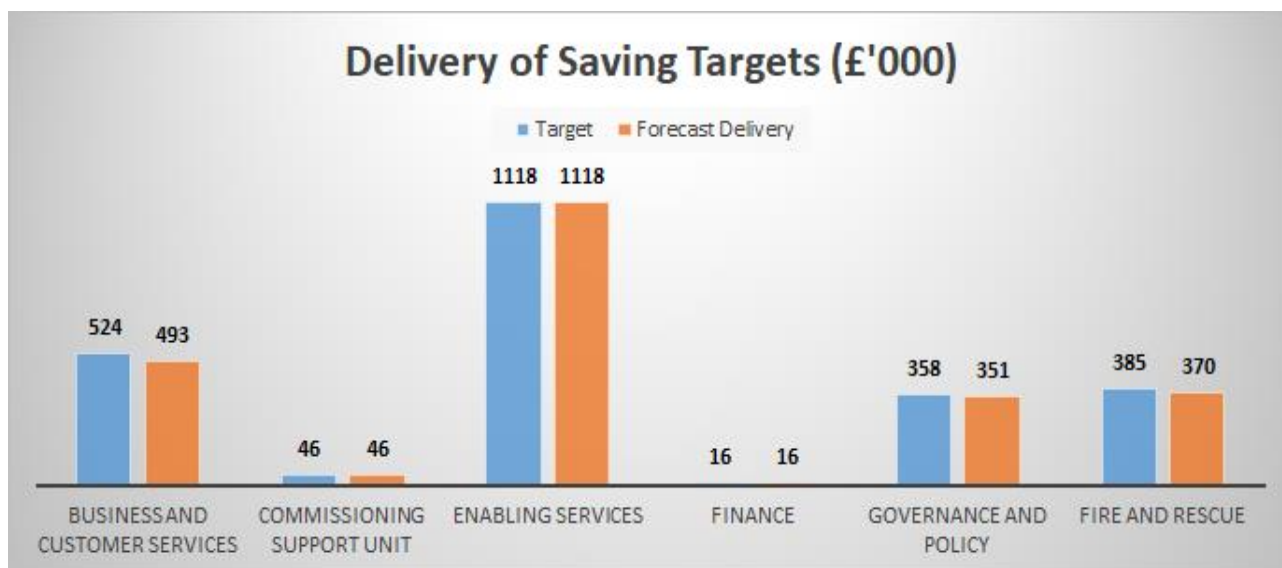 Delivery of Saving Targets (£'000)
Target Forecast Delivery
1118 1118
524 493
385 370
358 351
46 46
16 16
BUSINESS AND COMMISSIONING ENABLING SERVICES FINANCE GOVERNANCE AND FIRE AND RESCUE
CUSTOMER SERVICES SUPPORT UNIT POLICY